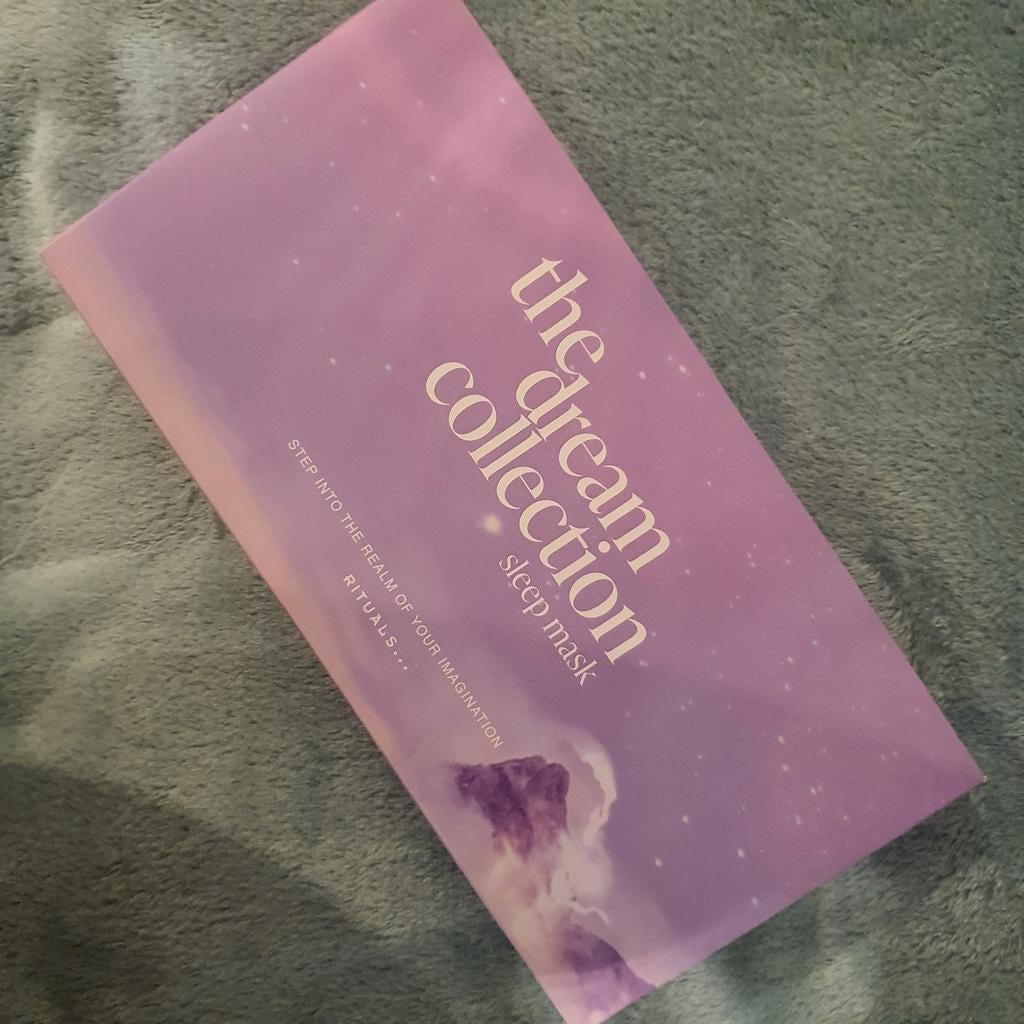 the dream
collection
sleep mask
STEP INTO THE REALM OF YOUR IMAGINATION
RITUALS...